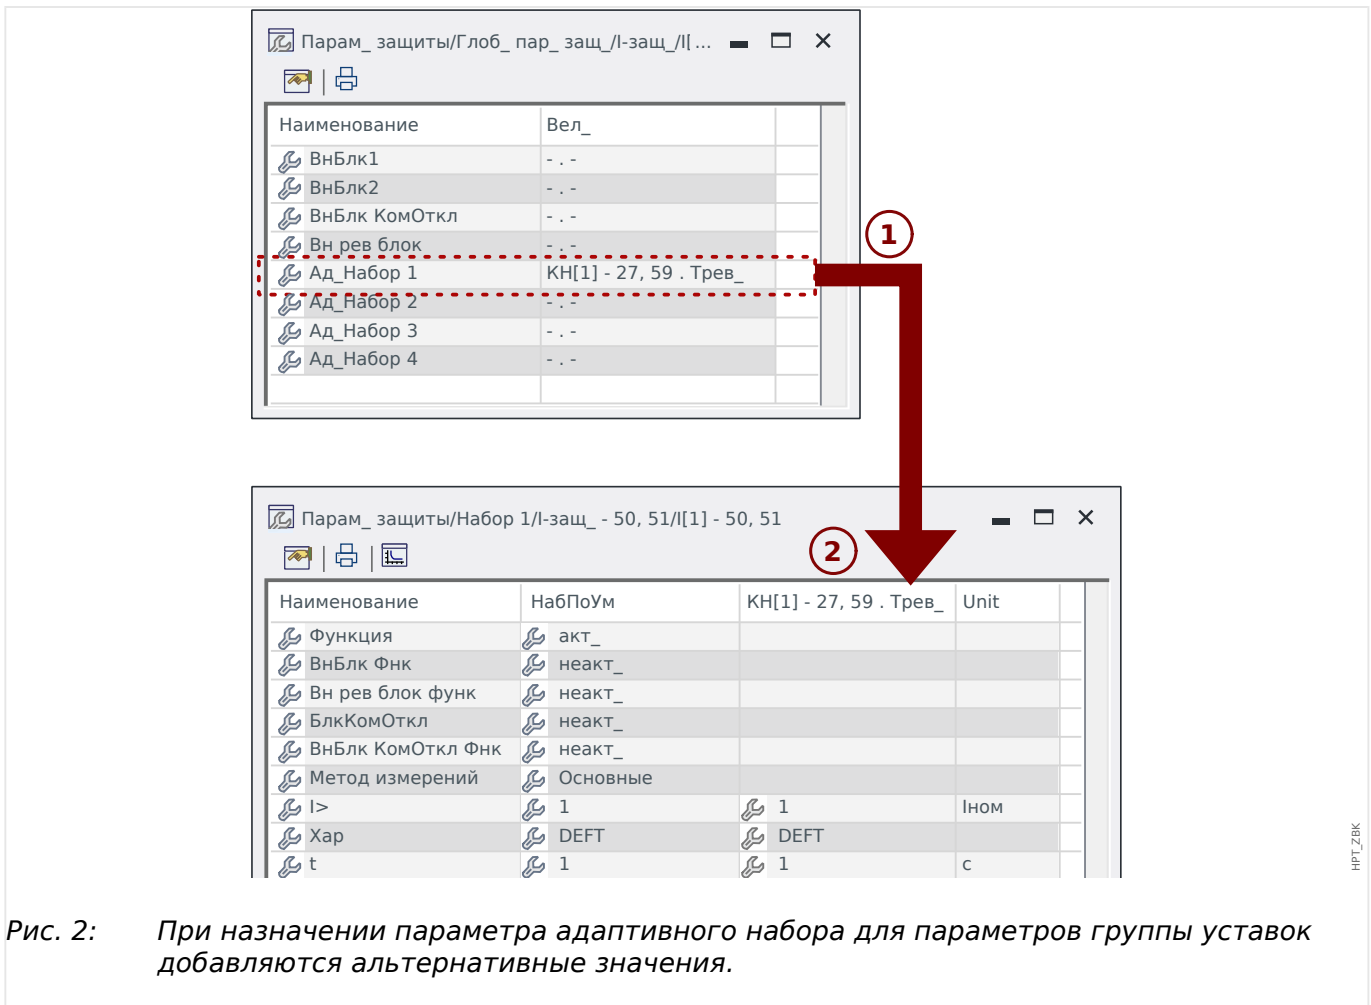 Парам_ защиты/Глоб_ пар_ защ_/I-защ_/I[ ...
Наименование Вел_
ВнБлк1 - . -
ВнБлк2 - . -
ВнБлк КомОткл - . -
Вн рев блок - . -
Ад_Набор 1 КН[1] - 27, 59 . Трев_
Ад_Набор 2 - . -
Ад_Набор 3 - . -
Ад_Набор 4 - . -
1
Парам_ защиты/Набор 1/I-защ_ - 50, 51/I[1] - 50, 51
2
Наименование НабПоУм КН[1] - 27, 59 . Трев_ Unit
Функция акт_
ВнБлк Фнк неакт_
Вн рев блок функ неакт_
БлкКомОткл неакт_
ВнБлк КомОткл Фнк неакт_
Метод измерений Основные
I> 1 1 Iном
Хар DEFT DEFT
t 1 1 с
HPT_ZBK
Рис. 2: При назначении параметра адаптивного набора для параметров группы уставок
добавляются альтернативные значения.